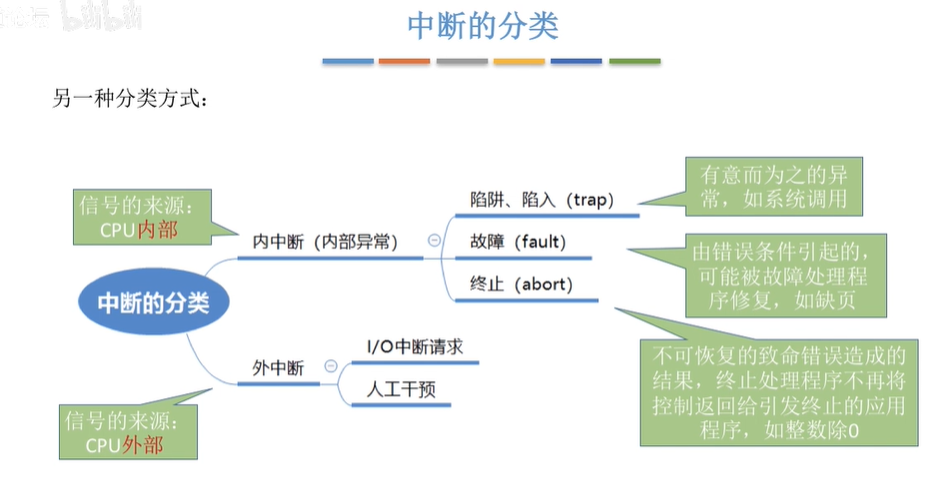 bilibili
中断的分类
另一种分类方式：
信号的来源：
CPU内部
内中断（内部异常）
陷阱、陷入（trap）
有意而为之的异
常，如系统调用
故障（fault）
由错误条件引起的，
可能被故障处理程
序修复，如缺页
终止（abort）
不可恢复的致命错误造成的
结果，终止处理程序不再将
控制返回给引发终止的应用
程序，如整数除0
中断的分类
外中断
I/O中断请求
人工干预
信号的来源：
CPU外部